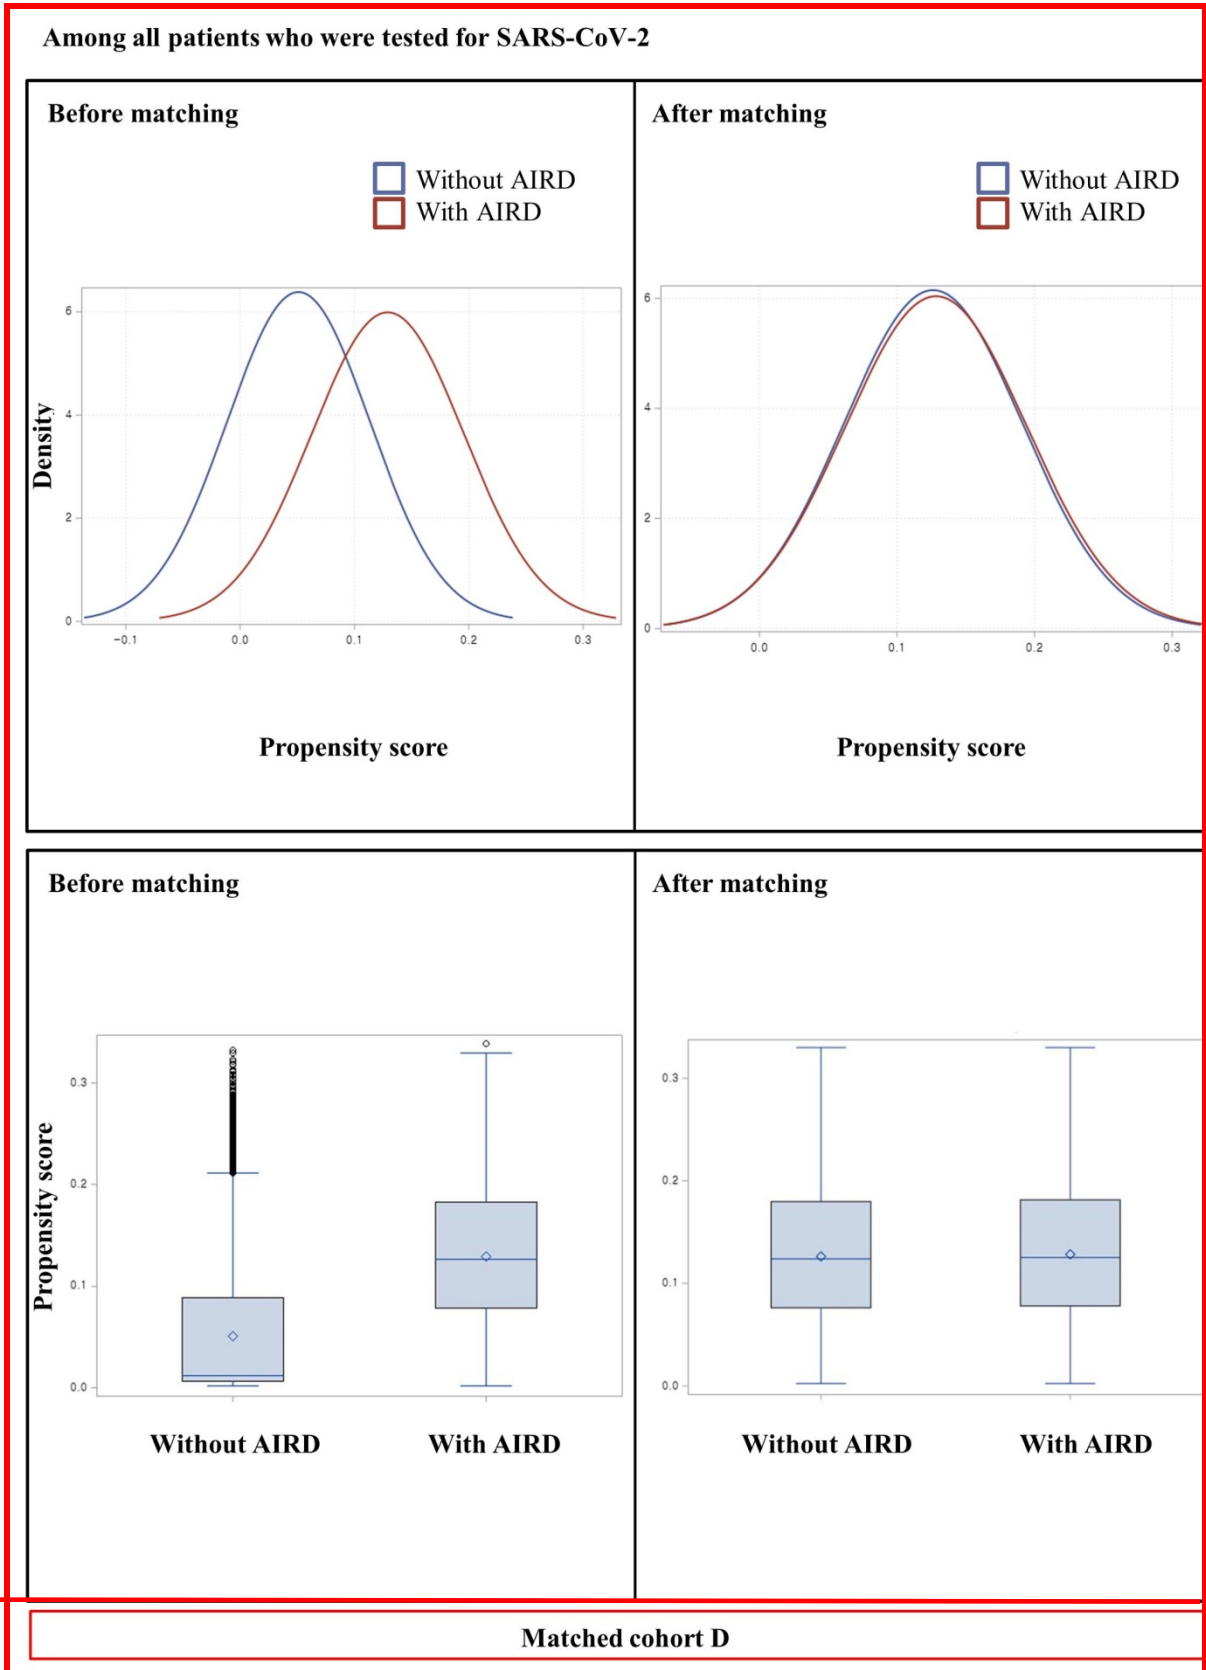 Among all patients who were tested for SARS-CoV-2
Before matching
Without AIRD
With AIRD
Density
6
4
2
0
−0.1 0.0 0.1 0.2 0.3
Propensity score
After matching
Without AIRD
With AIRD
6
4
2
0
0.0 0.1 0.2 0.3
Propensity score
Before matching
Propensity score
0.3
0.2
0.1
0.0
Without AIRD With AIRD
After matching
0.3
0.2
0.1
0.0
Without AIRD With AIRD
Matched cohort D